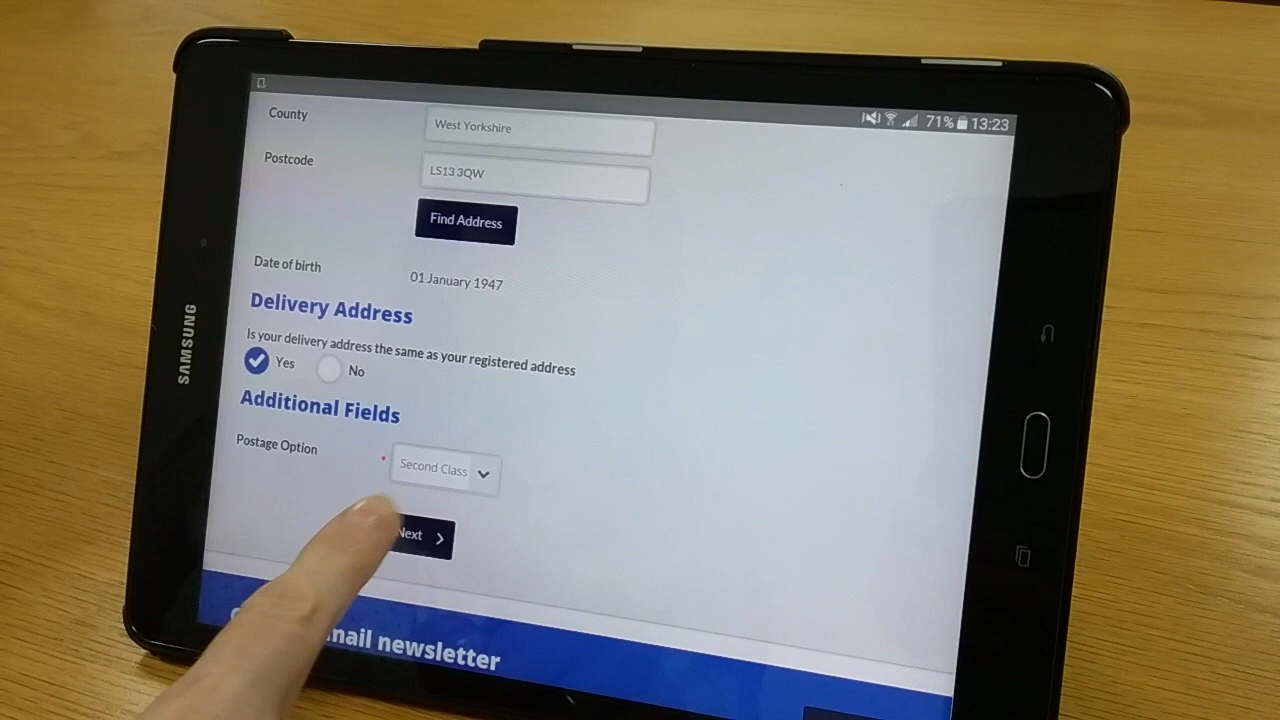 71% 13:23
County
West Yorkshire
Postcode
LS13 3QW
Find Address
Date of birth
01 January 1947
Delivery Address
Is your delivery address the same as your registered address
Yes
No
Additional Fields
Postage Option
* Second Class
Next
newsletter
SAMSUNG